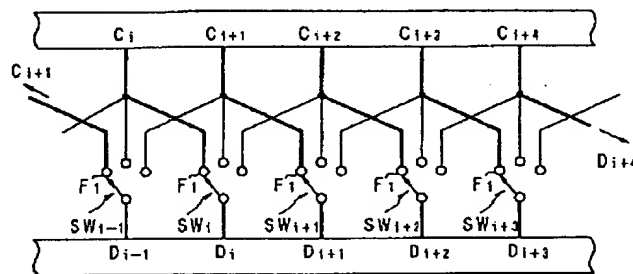 Ci Ci+1 Ci+2 Ci+3 Ci+4
Ci+5
Di+4
F1 F1 F1 F1 F1
SWi-1 SWi SWi+1 SWi+2 SWi+3
Di-1 Di Di+1 Di+2 Di+3